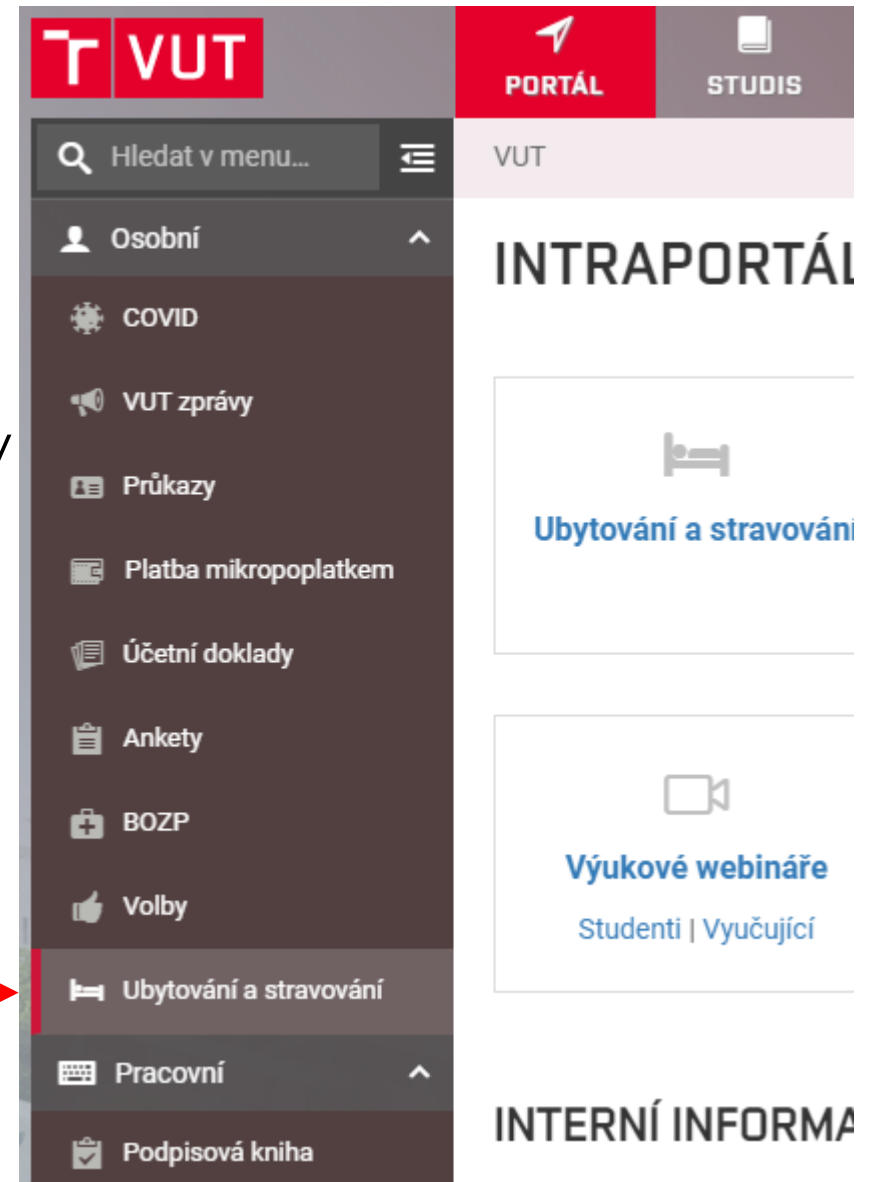 VUT
PORTÁL
STUDIS
Hledat v menu...
VUT
Osobní
INTRAPORTÁL
COVID
VUT zprávy
Průkazy
Platba mikropoplatkem
Účetní doklady
Ankety
BOZP
Volby
Ubytování a stravování
Pracovní
Podpisová kniha
Ubytování a stravování
Výukové webináře
Studenti | Vyučující
INTERNÍ INFORMA